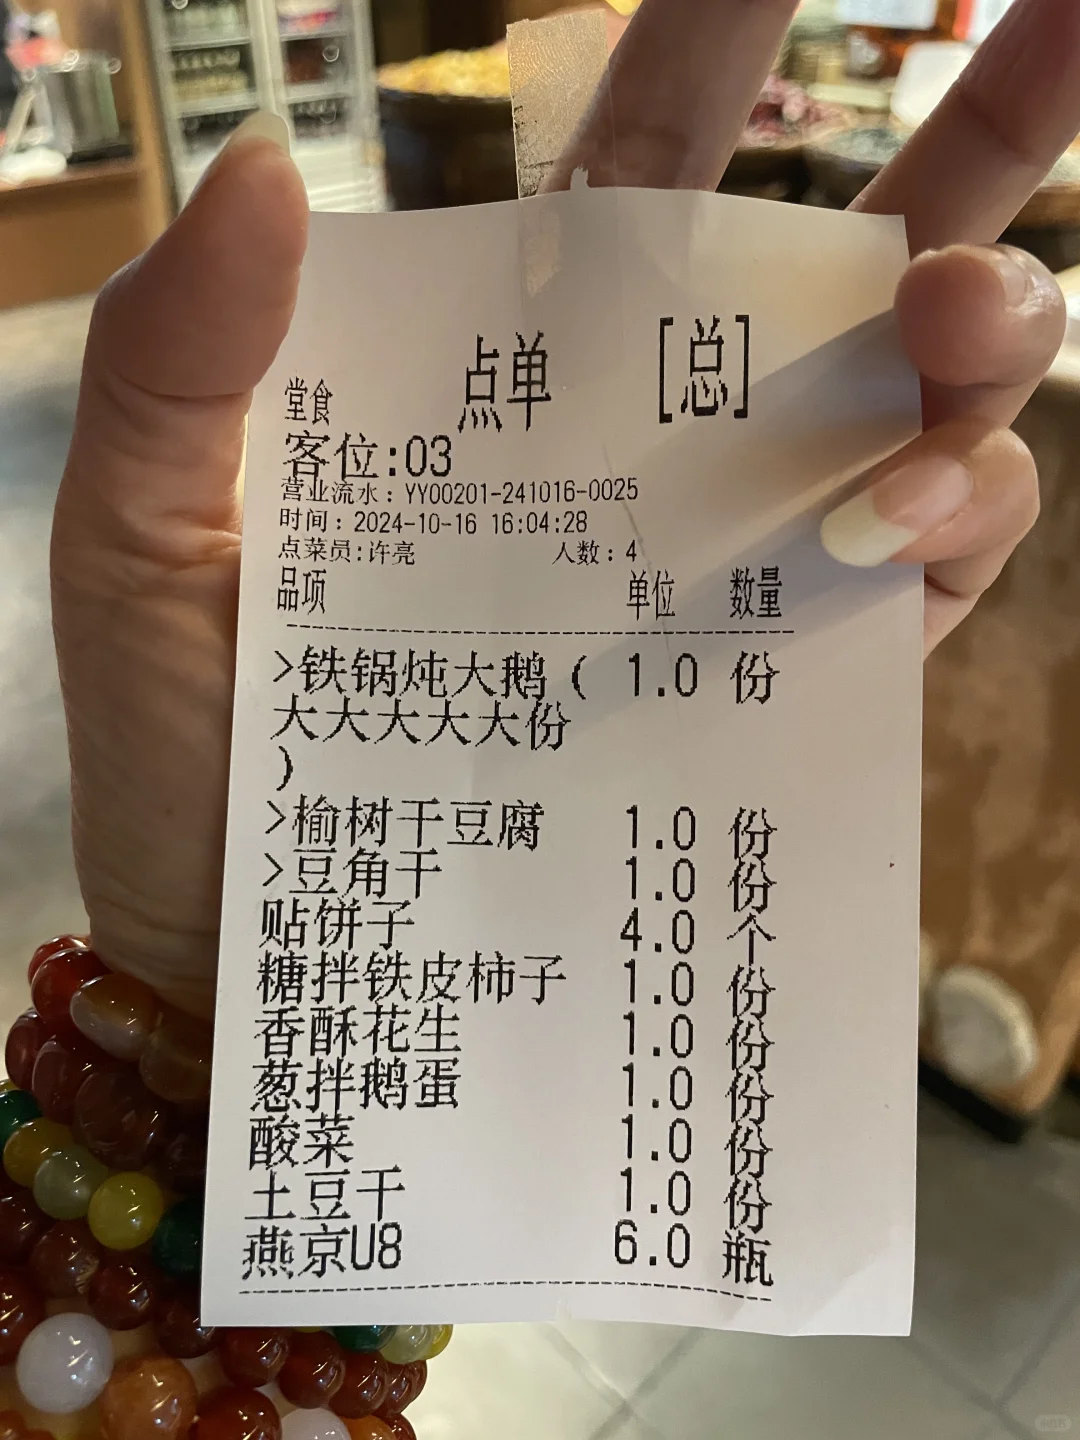 点单 [总]
堂食
客位:03
营业流水：YY00201-241016-0025
时间：2024-10-16 16:04:28
点菜员:许亮 人数：4
品项 单位 数量
>铁锅炖大鹅( 1.0 份
大大大大大份
)
>榆树干豆腐 1.0 份
>豆角干 1.0 份
贴饼子 4.0 个
糖拌铁皮柿子 1.0 份
香酥花生 1.0 份
葱拌鹅蛋 1.0 份
酸菜 1.0 份
土豆干 1.0 份
燕京U8 6.0 瓶